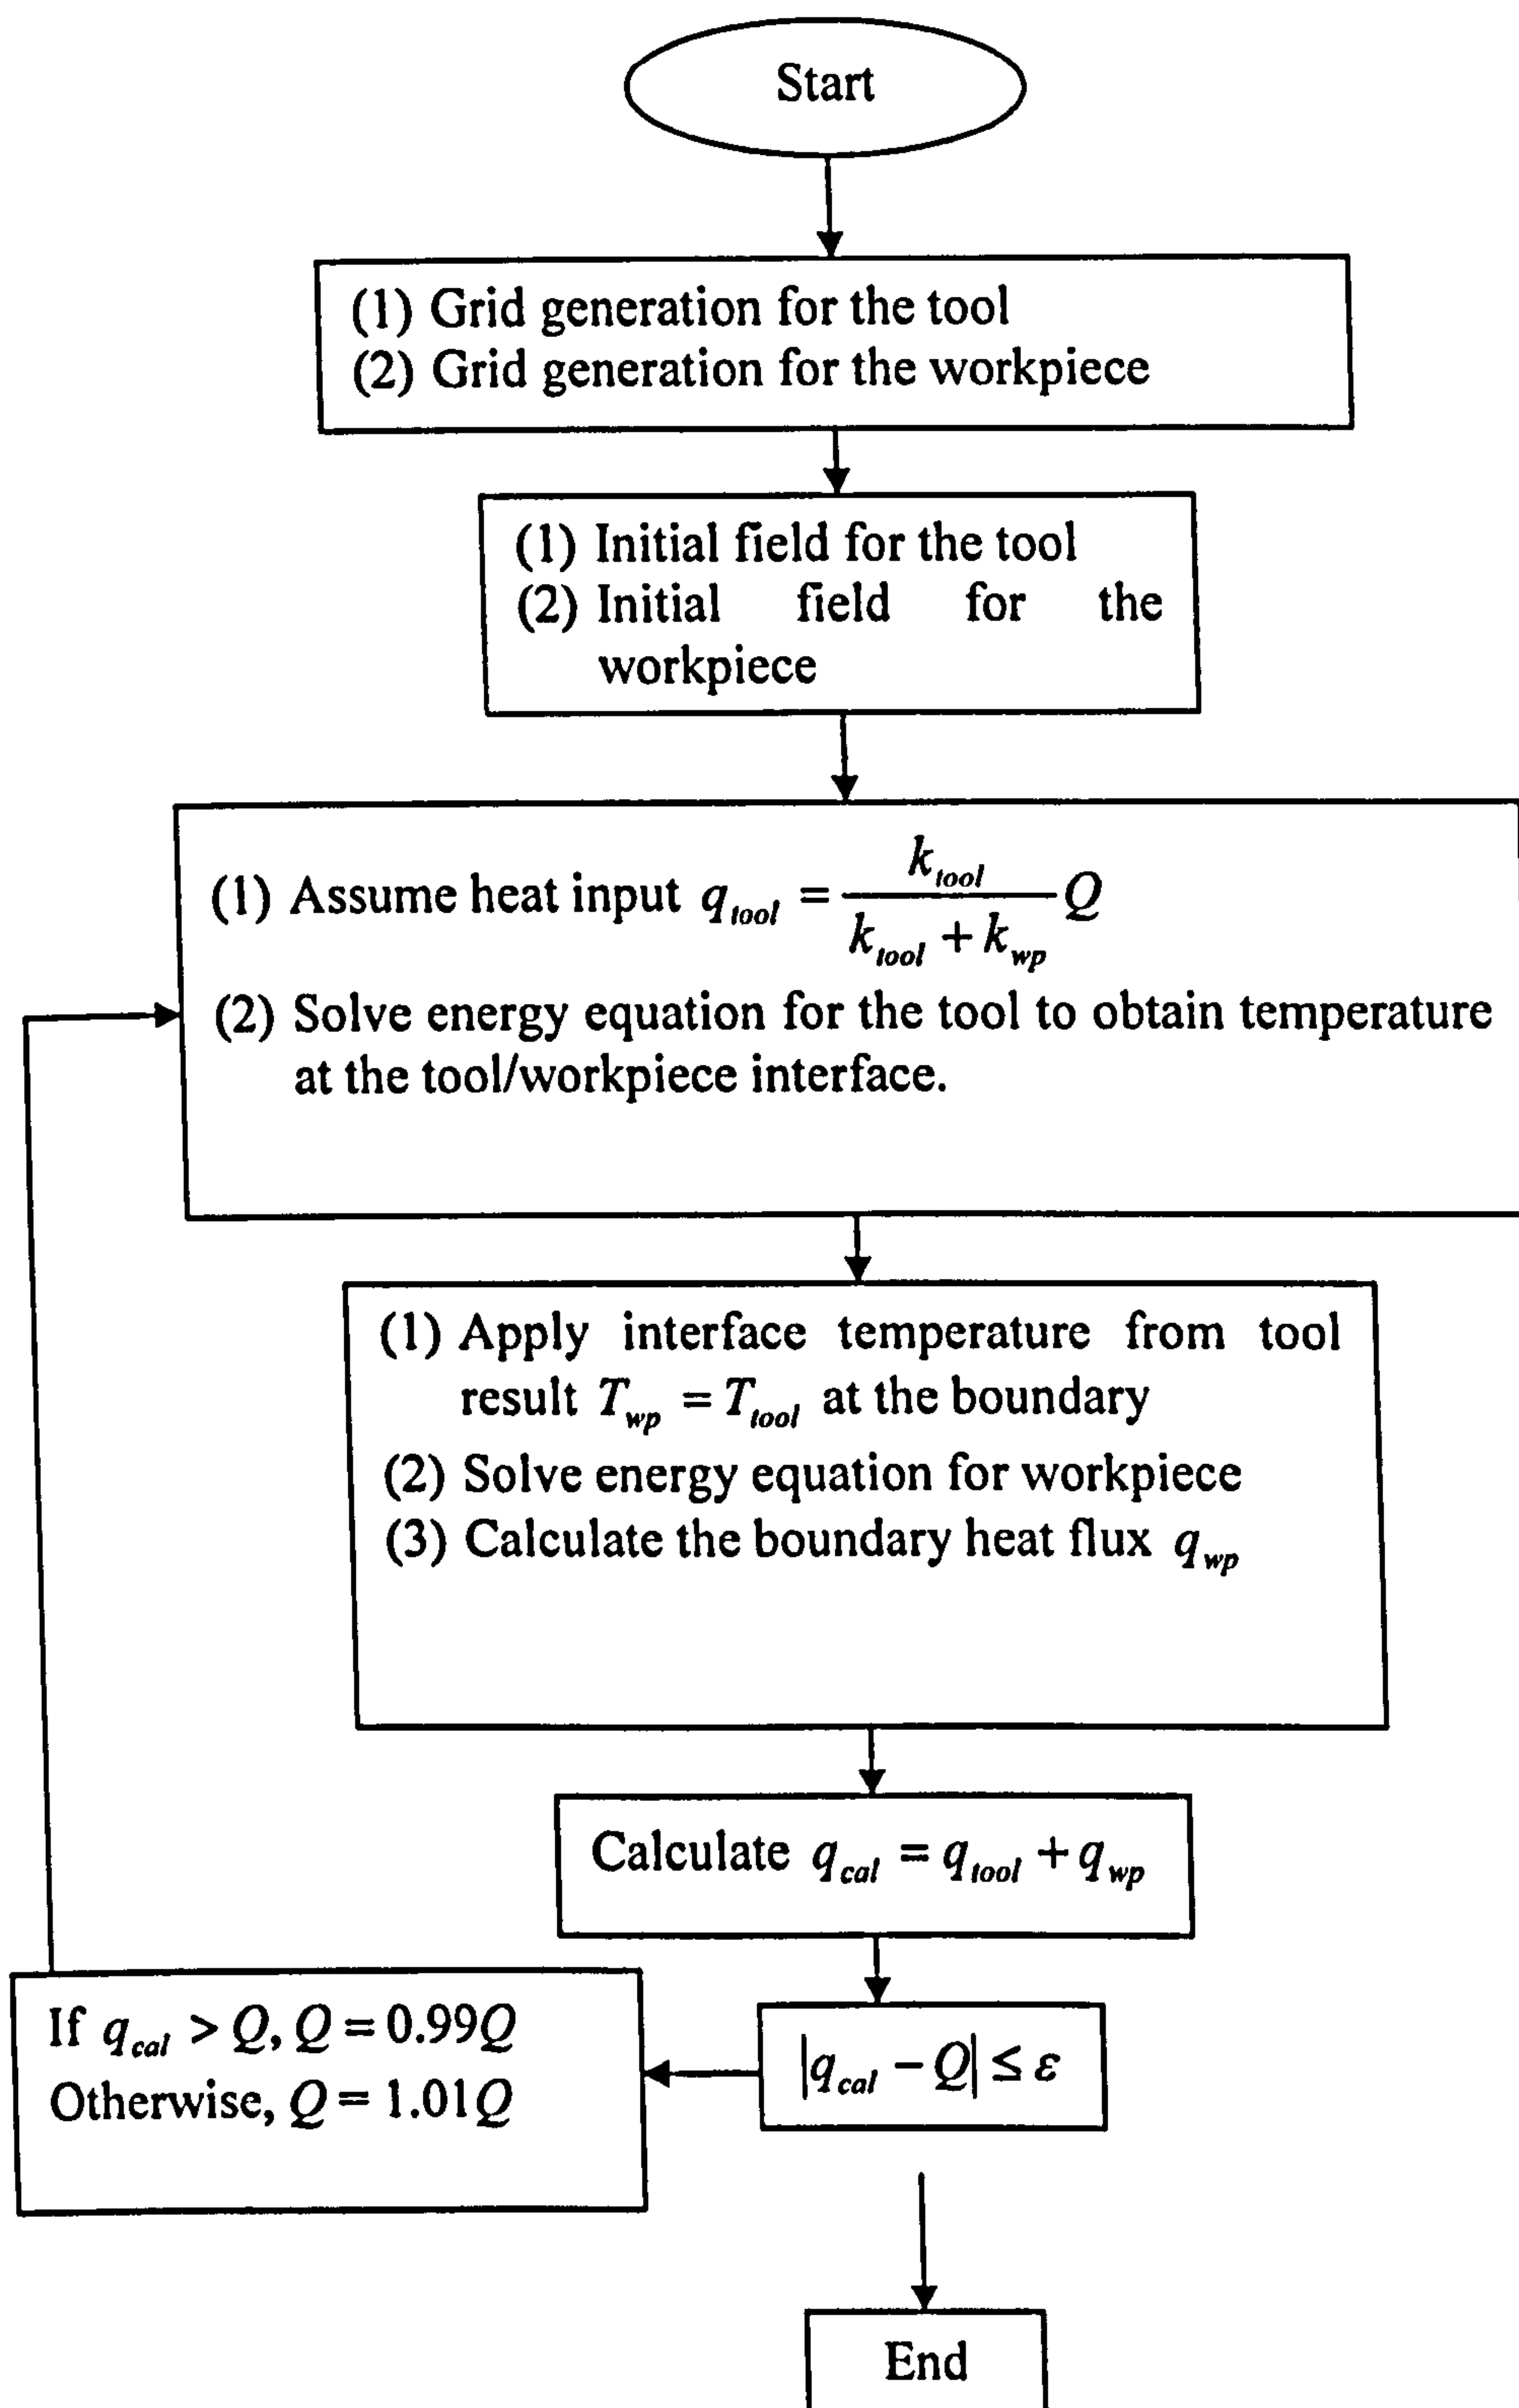 Start
(1) Grid generation for the tool
(2) Grid generation for the workpiece
(1) Initial field for the tool
(2) Initial field for the
workpiece
(1) Assume heat input q_tool = k_tool / (k_tool + k_wp) Q
(2) Solve energy equation for the tool to obtain temperature
at the tool/workpiece interface.
(1) Apply interface temperature from tool
result T_wp = T_tool at the boundary
(2) Solve energy equation for workpiece
(3) Calculate the boundary heat flux q_wp
Calculate q_cal = q_tool + q_wp
|q_cal − Q| ≤ ε
If q_cal > Q, Q = 0.99Q
Otherwise, Q = 1.01Q
End